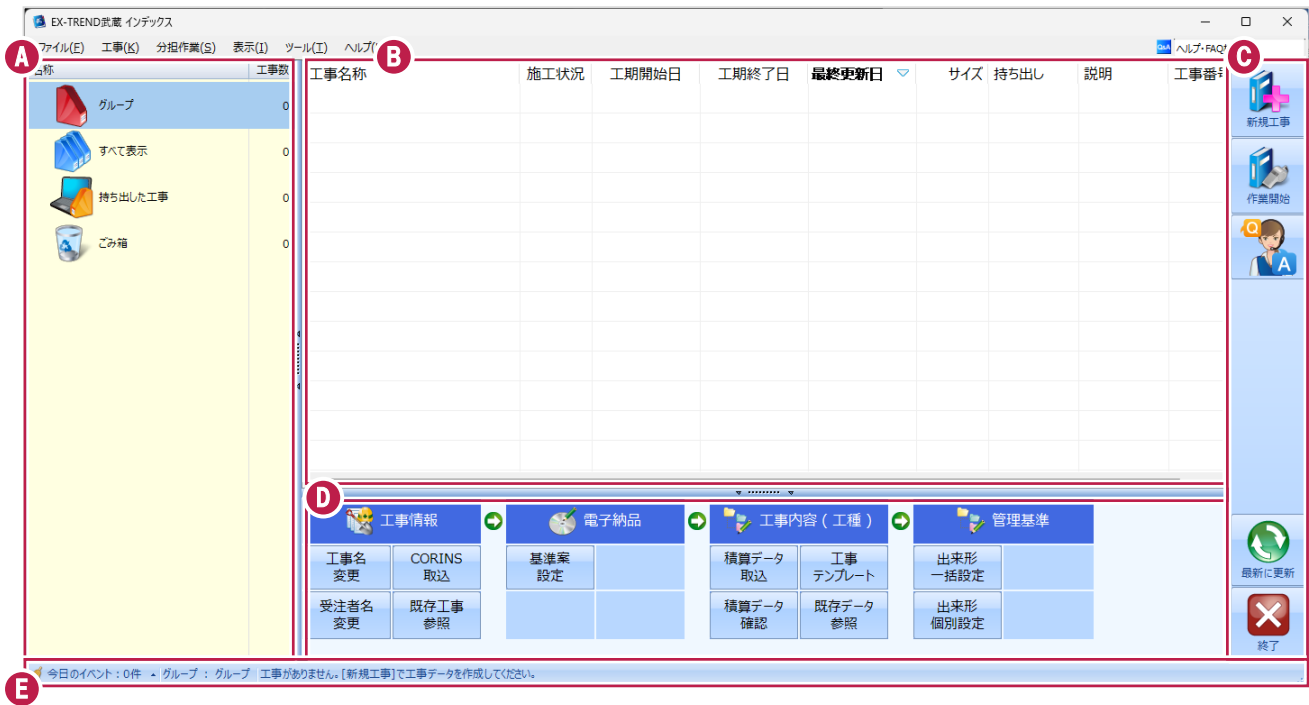 EX-TREND武蔵 インデックス
ファイル(F) 工事(K) 分担作業(S) 表示(I) ツール(T) ヘルプ(
Q&A ヘルプ・FAQ
A
B
C
名称 工事数
グループ 0
すべて表示 0
持ち出した工事 0
ごみ箱 0
工事名称 施工状況 工期開始日 工期終了日 最終更新日 サイズ 持ち出し 説明 工事番号
新規工事
作業開始
Q
A
最新に更新
終了
D
工事情報 電子納品 工事内容(工種) 管理基準
工事名
変更
CORINS
取込
基準案
設定
積算データ
取込
工事
テンプレート
出来形
一括設定
受注者名
変更
既存工事
参照
積算データ
確認
既存データ
参照
出来形
個別設定
E
今日のイベント:0件 グループ : グループ 工事がありません。[新規工事]で工事データを作成してください。